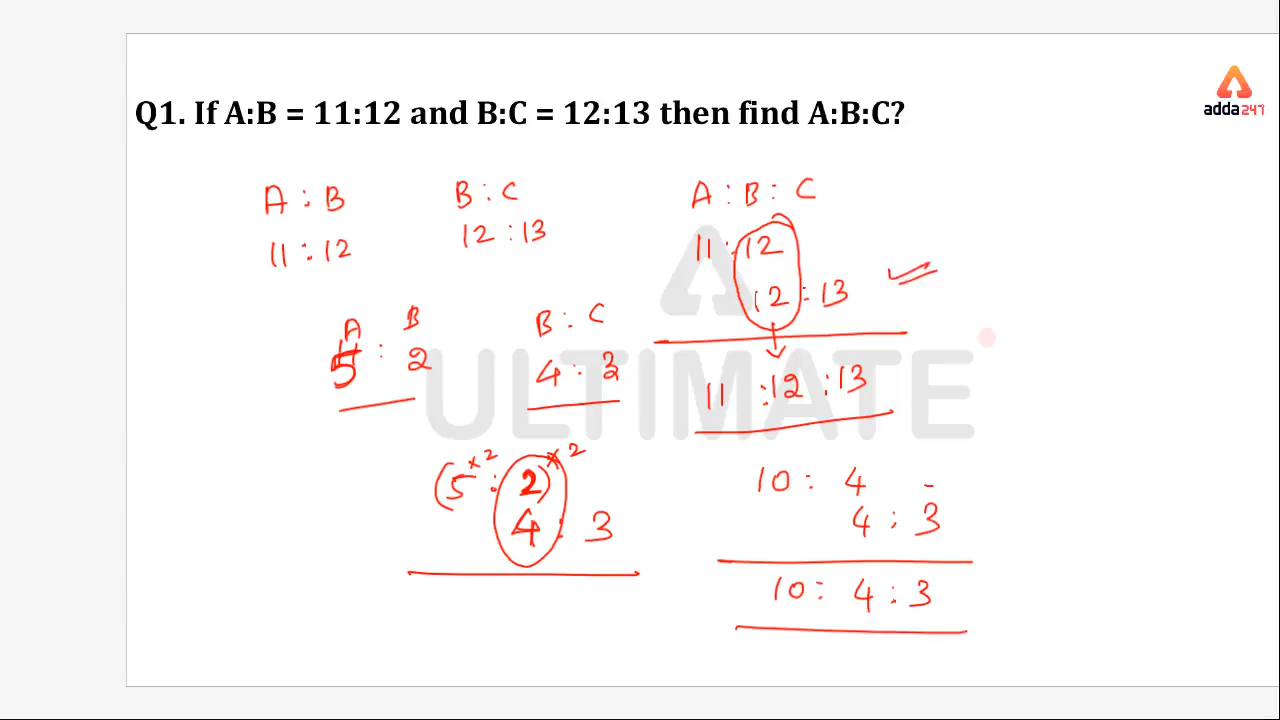 adda247
Q1. If A:B = 11:12 and B:C = 12:13 then find A:B:C?
A : B B : C A : B : C
11 : 12 12 : 13 11 : 12
12 : 13
A B B : C
5 : 2 4 : 3
11 : 12 : 13
ULTIMATE
(5×2 : 2)×2 10 : 4
4 : 3 4 : 3
10 : 4 : 3